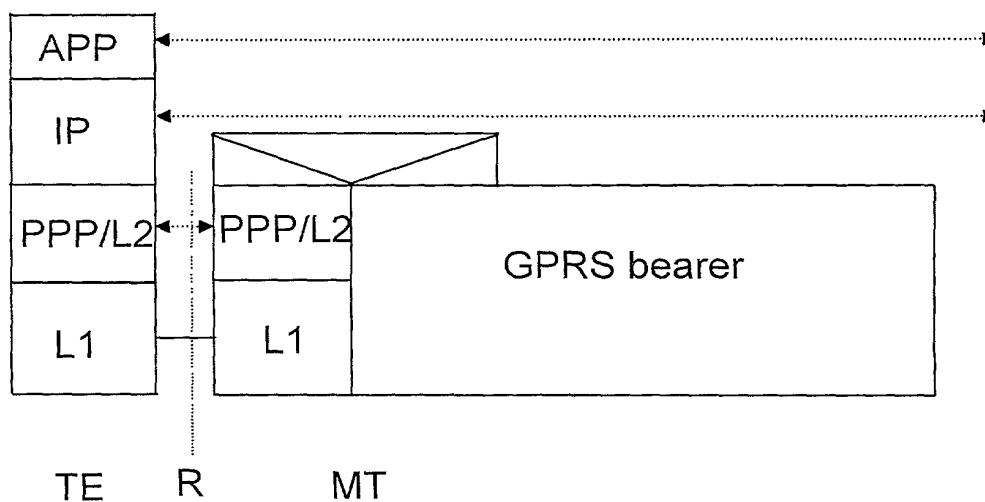 APP
IP
PPP/L2 PPP/L2
GPRS bearer
L1 L1
TE R MT